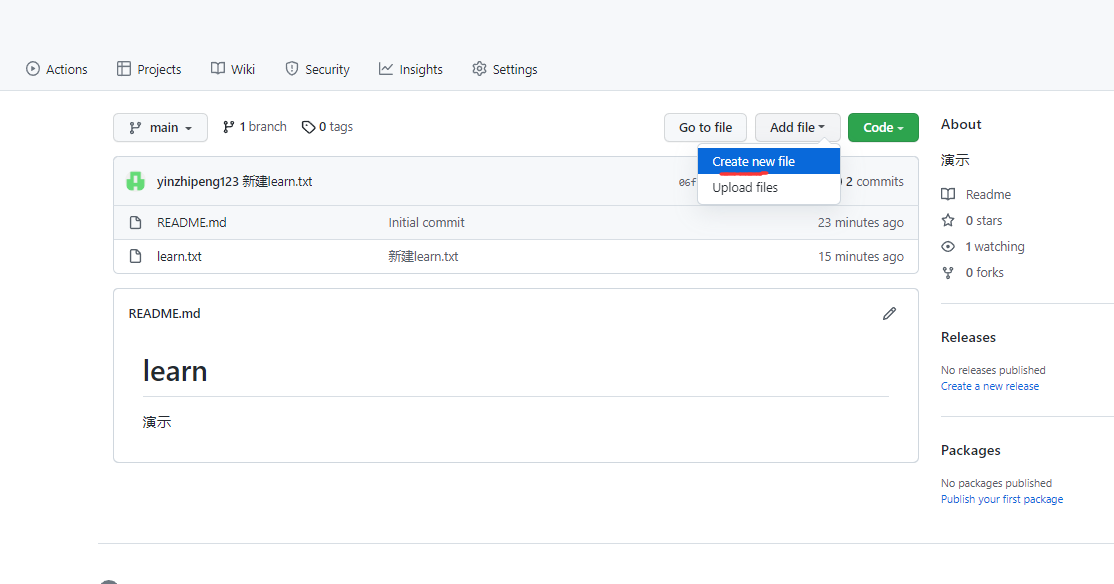 Actions Projects Wiki Security Insights Settings
main 1 branch 0 tags Go to file Add file Code
Create new file
Upload files
yinzhipeng123 新建learn.txt 06f 2 commits
README.md Initial commit 23 minutes ago
learn.txt 新建learn.txt 15 minutes ago
README.md
learn
演示
About
演示
Readme
0 stars
1 watching
0 forks
Releases
No releases published
Create a new release
Packages
No packages published
Publish your first package